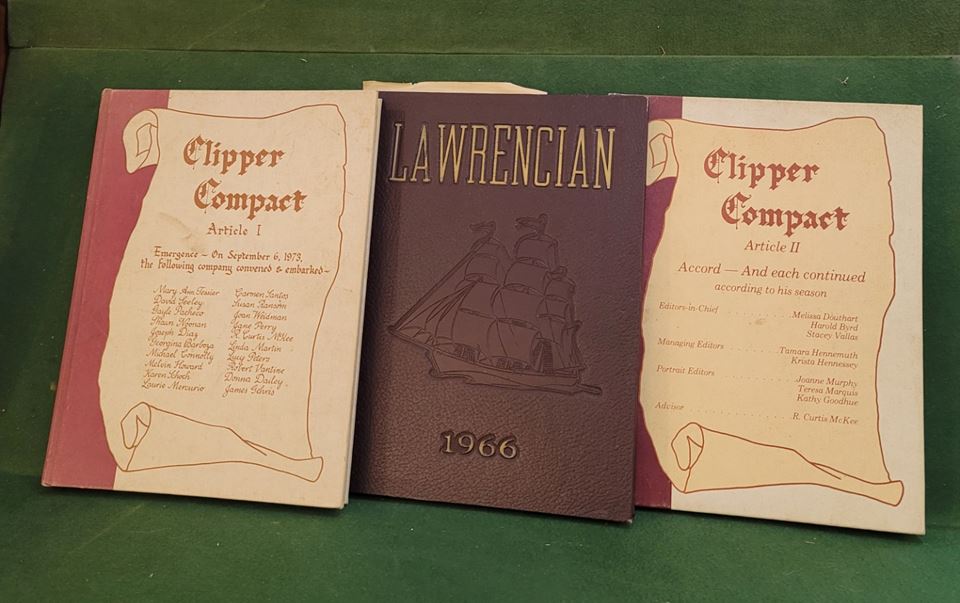 Clipper
Compact
Article I
Emergence – On September 6, 1973,
the following company convened & embarked –
Mary Ann Tessier
David Seeley
Gayle Pacheco
Shaun Noonan
Joseph Diaz
Georgina Barboza
Michael Connolly
Melvin Howard
Karen Schoch
Laurie Mercurio
Carmen Santos
Susan Ransom
Joan Weidman
Jane Perry
R. Curtis McKee
Linda Martin
Lucy Peters
Robert Vantine
Donna Dailey
James Gehris
LAWRENCIAN
1966
Clipper
Compact
Article II
Accord — And each continued
according to his season
Editors-in-Chief . . . . . . . . . . . Melissa Douthart
Harold Byrd
Stacey Vallas
Managing Editors . . . . . . . . Tamara Hennemuth
Krista Hennessey
Portrait Editors . . . . . . . . . . . Joanne Murphy
Teresa Marquis
Kathy Goodhue
Advisor . . . . . . . . . . . . . . . . . R. Curtis McKee